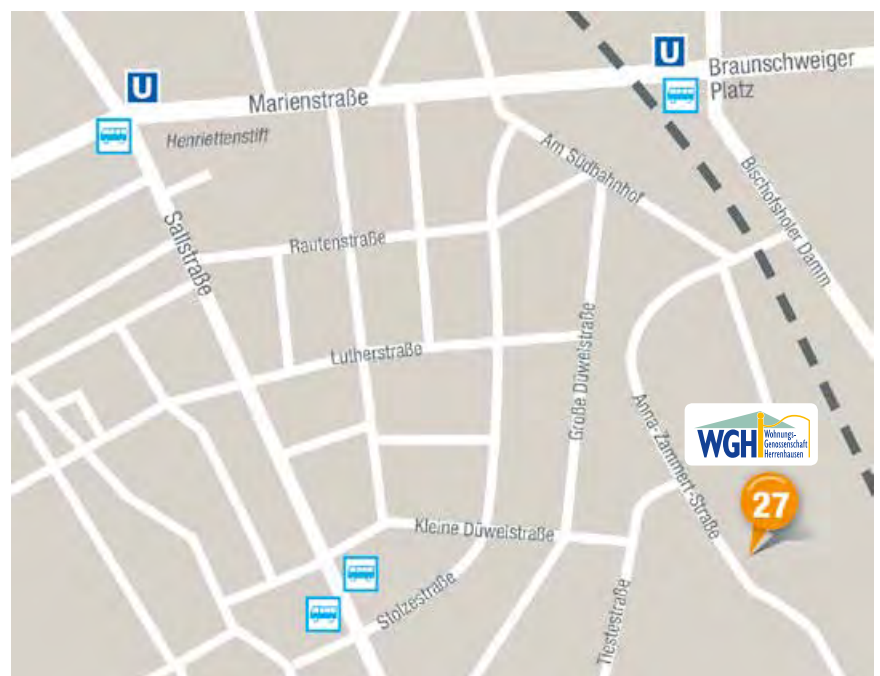 U
U
Braunschweiger
Platz
Marienstraße
Henriettenstift
Am Südbahnhof
Bischofsholer Damm
Sallstraße
Rautenstraße
Lutherstraße
Große Düwelstraße
Anna-Zammert-Straße
WGH
Wohnungs-
Genossenschaft
Herrenhausen
27
Kleine Düwelstraße
Stolzestraße
Tiestestraße